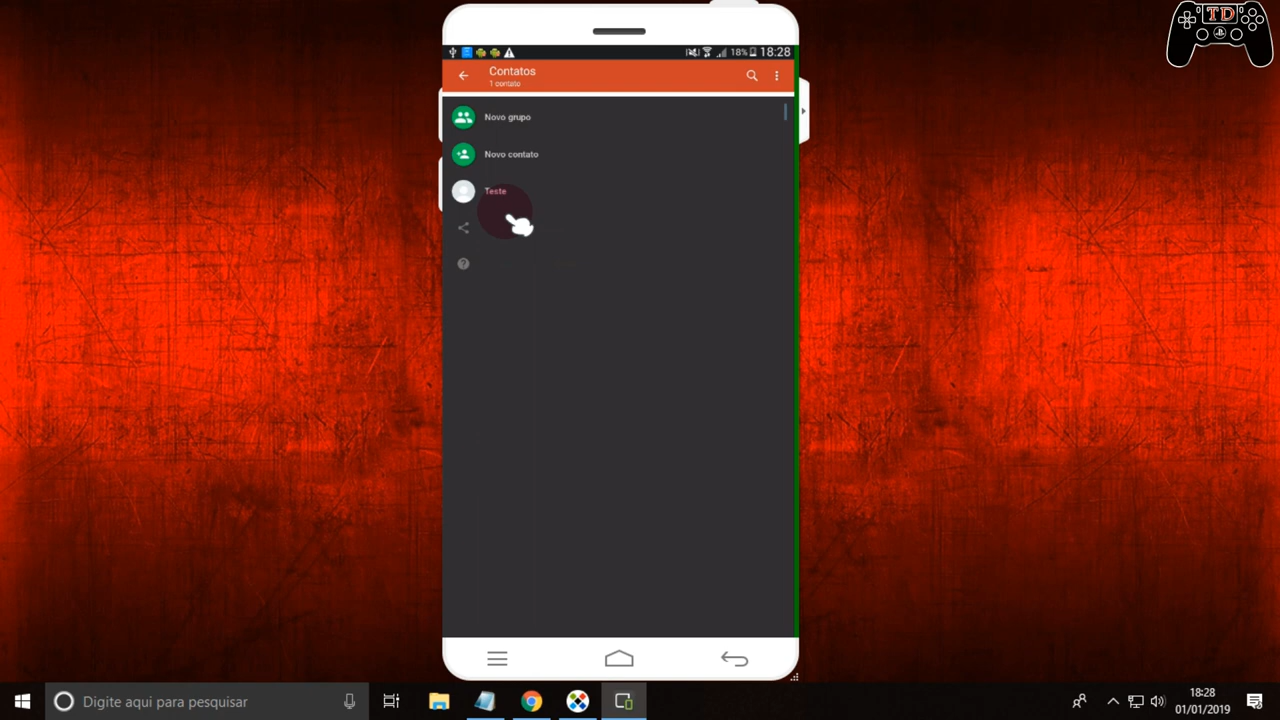 TD
18% 18:28
Contatos
1 contato
Novo grupo
Novo contato
Teste
Digite aqui para pesquisar
18:28
01/01/2019